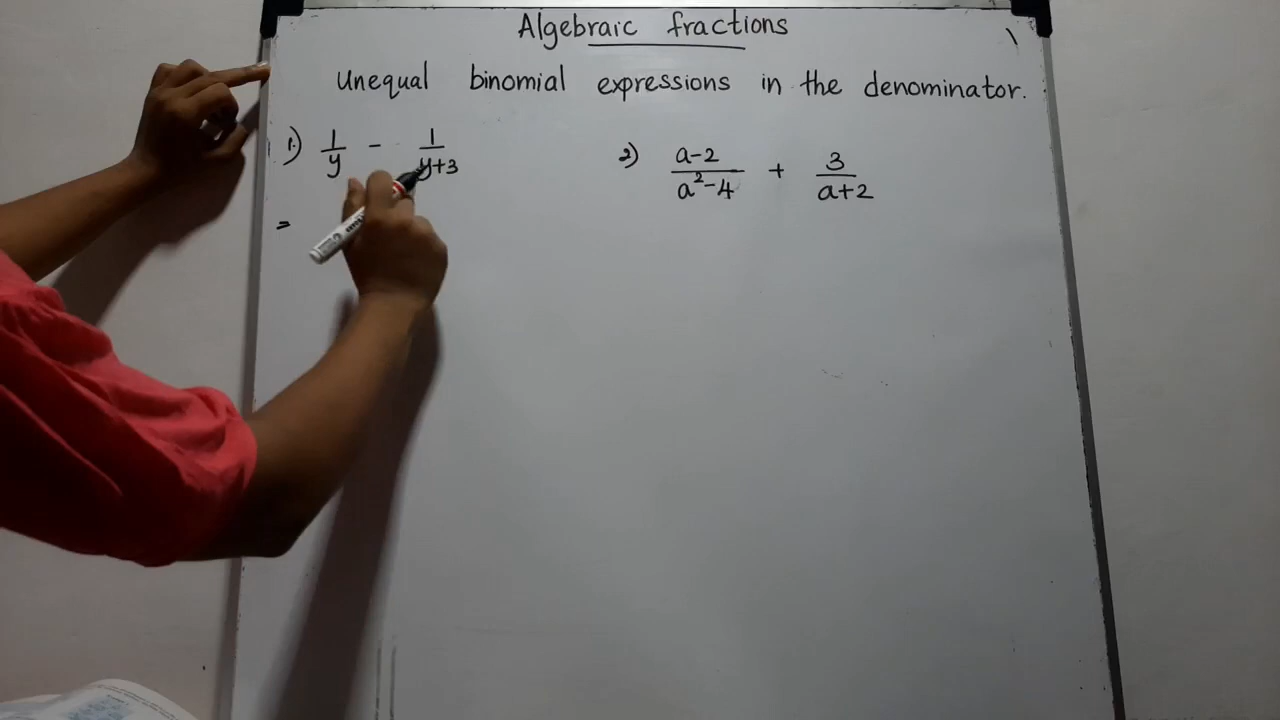 Algebraic fractions
Unequal binomial expressions in the denominator.
1.) 1/y - 1/y+3
=
2) a-2/a²-4 + 3/a+2